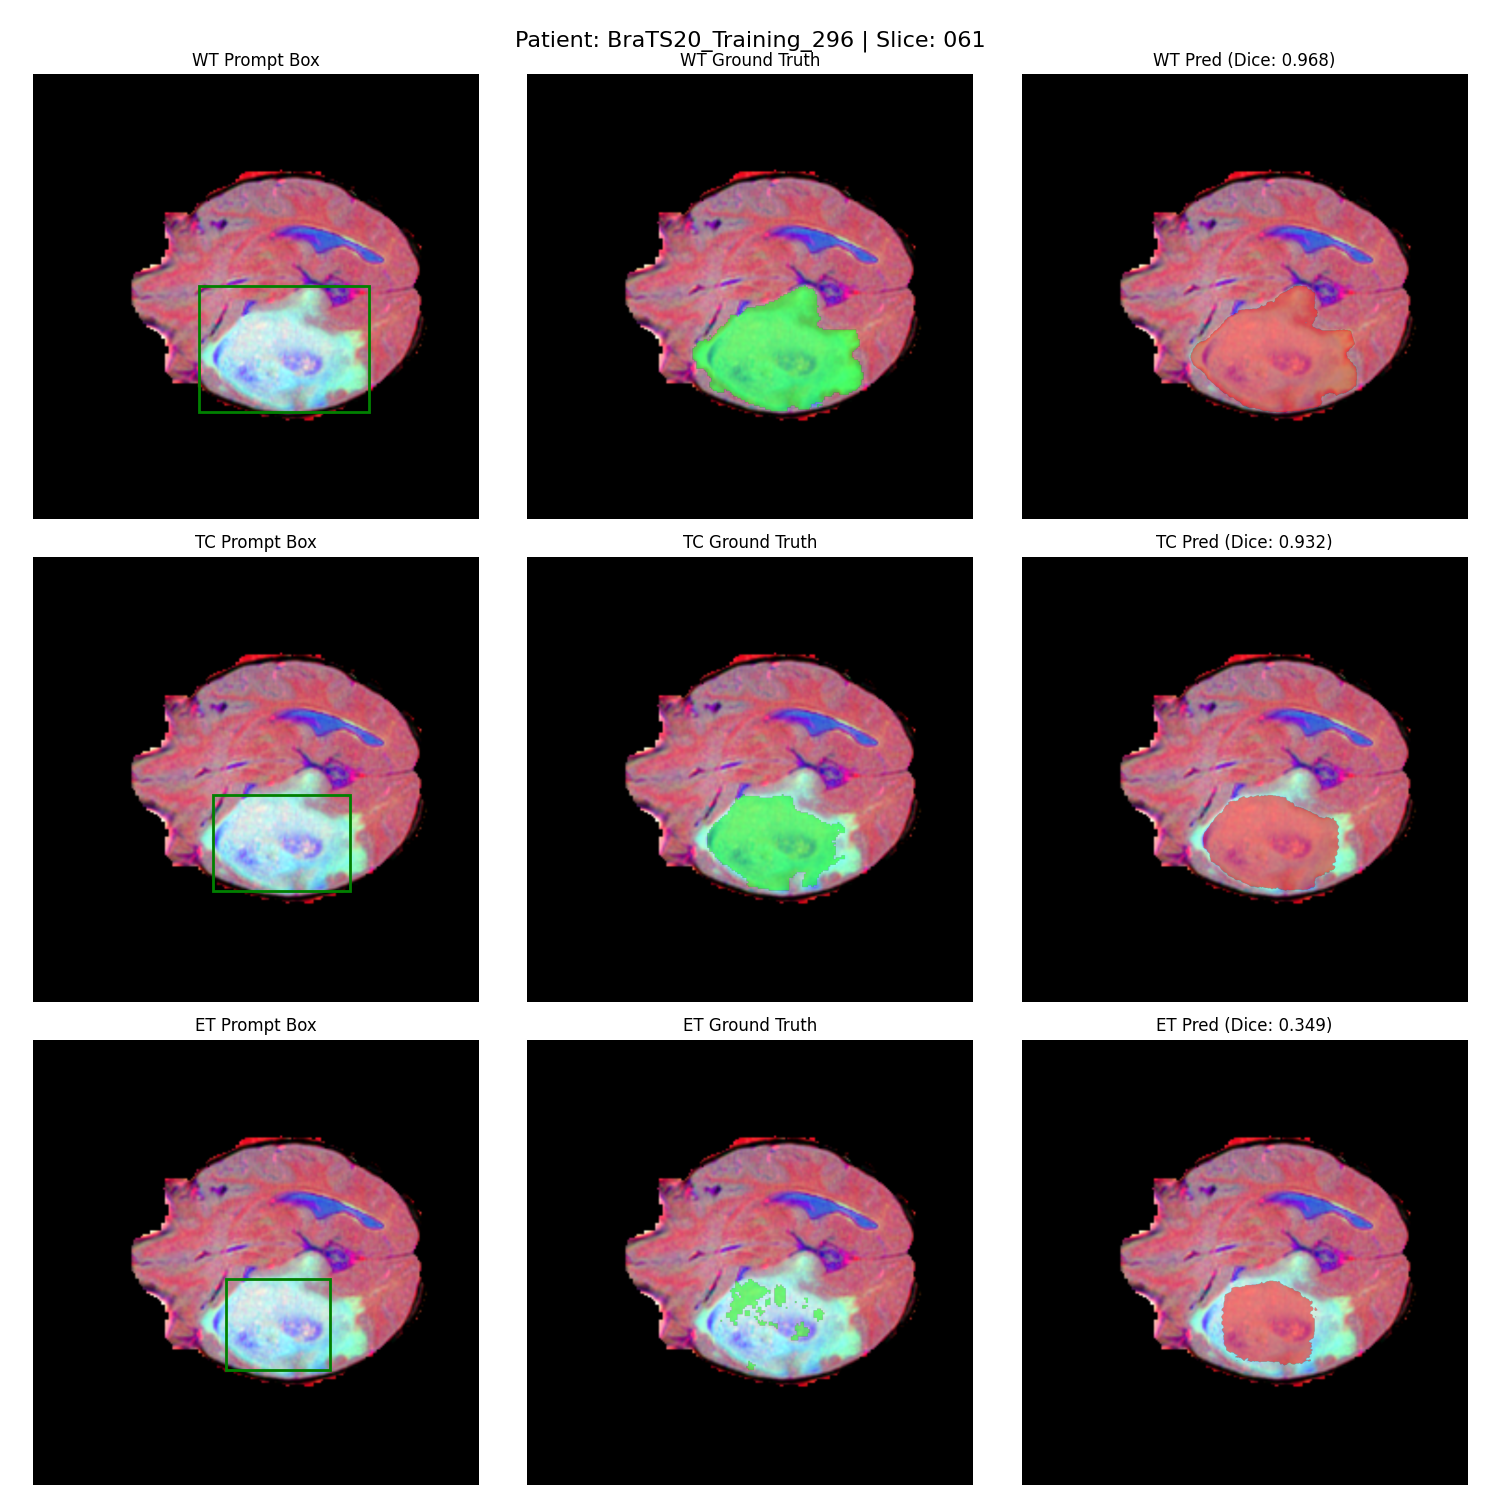 Patient: BraTS20_Training_296 | Slice: 061
WT Prompt Box
WT Ground Truth
WT Pred (Dice: 0.968)
TC Prompt Box
TC Ground Truth
TC Pred (Dice: 0.932)
ET Prompt Box
ET Ground Truth
ET Pred (Dice: 0.349)